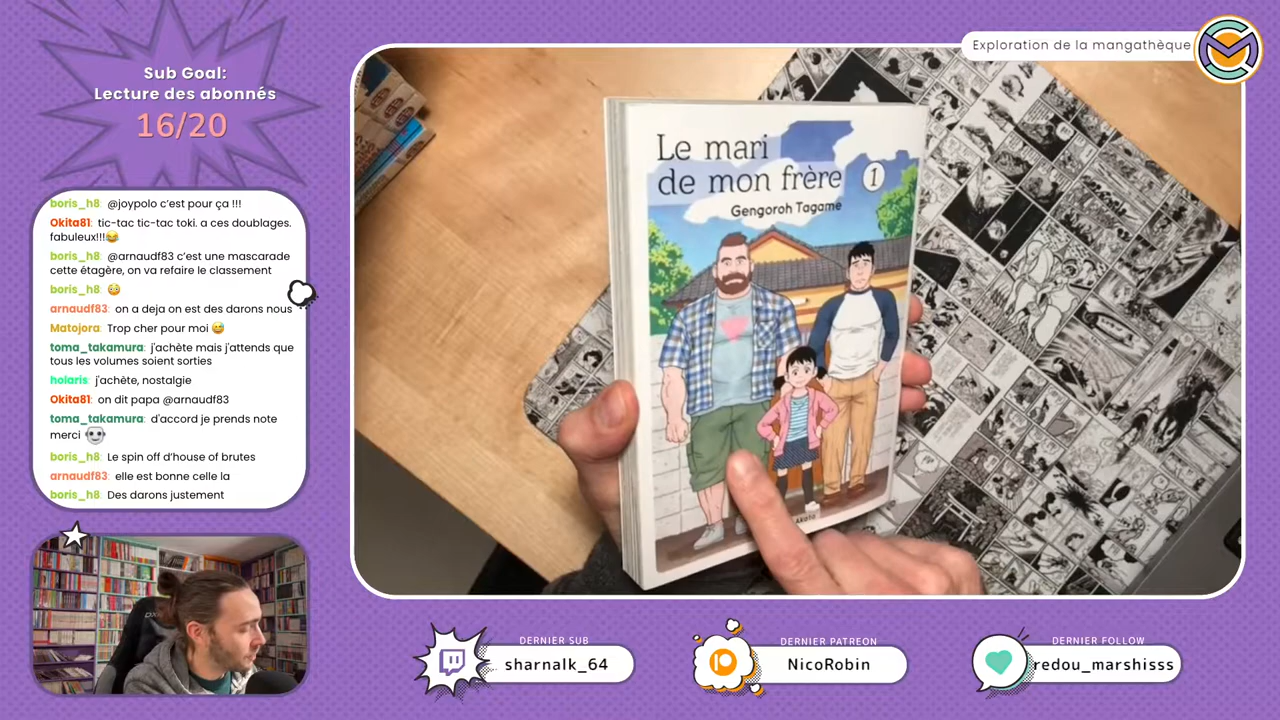 Sub Goal:
Lecture des abonnés
16/20
Exploration de la mangathèque
boris_h8: @joypolo c'est pour ça !!!
Okita81: tic-tac tic-tac toki. a ces doublages.
fabuleux!!!😂
boris_h8: @arnaudf83 c'est une mascarade
cette étagère, on va refaire le classement
boris_h8: 😳
arnaudf83: on a deja on est des darons nous
Matojora: Trop cher pour moi 😅
toma_takamura: j'achète mais j'attends que
tous les volumes soient sorties
holaris: j'achète, nostalgie
Okita81: on dit papa @arnaudf83
toma_takamura: d'accord je prends note
merci
boris_h8: Le spin off d'house of brutes
arnaudf83: elle est bonne celle la
boris_h8: Des darons justement
Le mari
de mon frère 1
Gengoroh Tagame
Akata
DERNIER SUB
sharnalk_64
DERNIER PATREON
NicoRobin
DERNIER FOLLOW
redou_marshisss